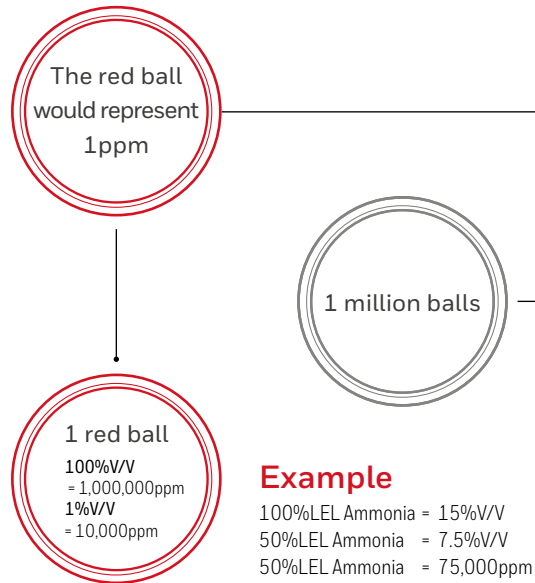 The red ball
would represent
1ppm
1 million balls
1 red ball
100%V/V
= 1,000,000ppm
1%V/V
= 10,000ppm
Example
100%LEL Ammonia = 15%V/V
50%LEL Ammonia = 7.5%V/V
50%LEL Ammonia = 75,000ppm